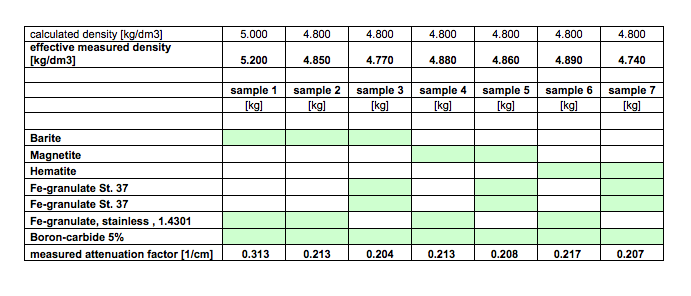 calculated density [kg/dm3] 5.000 4.800 4.800 4.800 4.800 4.800 4.800
effective measured density
[kg/dm3] 5.200 4.850 4.770 4.880 4.860 4.890 4.740
sample 1 sample 2 sample 3 sample 4 sample 5 sample 6 sample 7
[kg] [kg] [kg] [kg] [kg] [kg] [kg]
Barite
Magnetite
Hematite
Fe-granulate St. 37
Fe-granulate St. 37
Fe-granulate, stainless , 1.4301
Boron-carbide 5%
measured attenuation factor [1/cm] 0.313 0.213 0.204 0.213 0.208 0.217 0.207